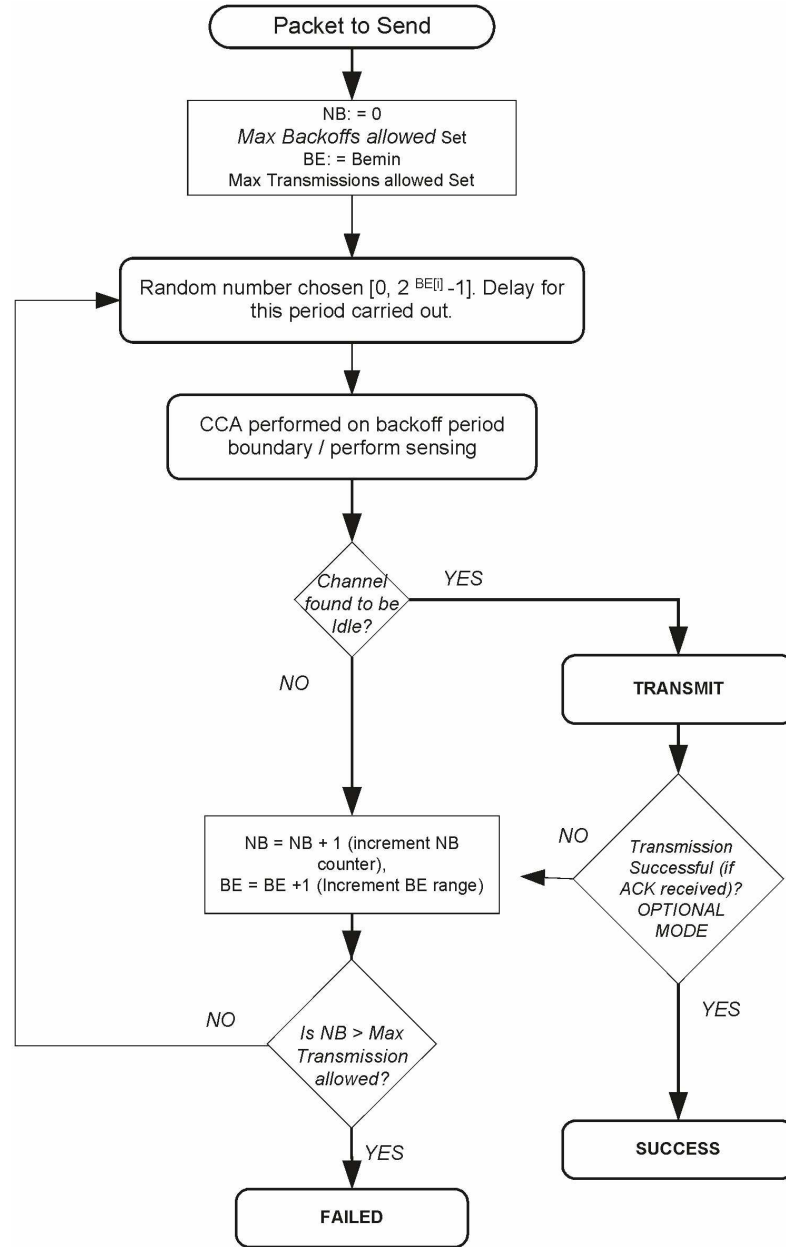 Packet to Send
NB: = 0
Max Backoffs allowed Set
BE: = Bemin
Max Transmissions allowed Set
Random number chosen [0, 2 BE[i] -1]. Delay for
this period carried out.
CCA performed on backoff period
boundary / perform sensing
Channel
found to be
Idle?
YES
NO
TRANSMIT
NB = NB + 1 (increment NB
counter),
BE = BE +1 (Increment BE range)
NO
Transmission
Successful (if
ACK received)?
OPTIONAL
MODE
YES
NO
Is NB > Max
Transmission
allowed?
YES
SUCCESS
FAILED